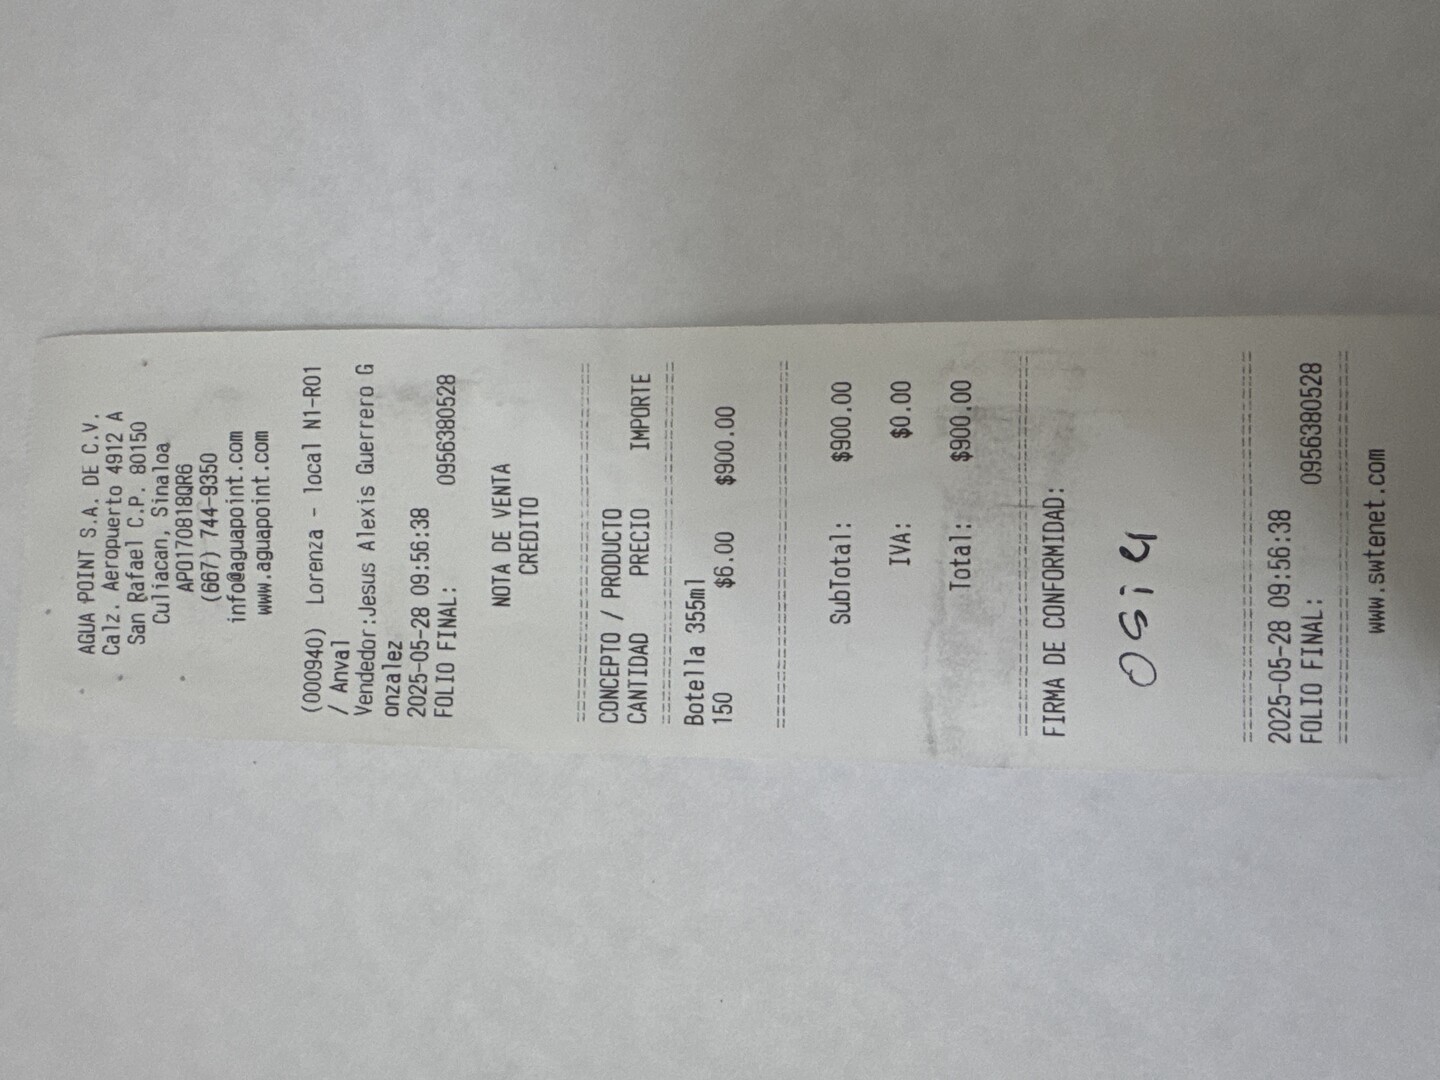 AGUA POINT S.A. DE C.V.
Calz. Aeropuerto 4912 A
San Rafael C.P. 80150
Culiacan, Sinaloa
APO170818QR6
(667) 744-9350
info@aguapoint.com
www.aguapoint.com
(000940) Lorenza - local N1-R01
/ Anval
Vendedor:Jesus Alexis Guerrero G
onzalez
2025-05-28 09:56:38
FOLIO FINAL: 0956380528
NOTA DE VENTA
CREDITO
CONCEPTO / PRODUCTO
CANTIDAD PRECIO IMPORTE
Botella 355ml
150 $6.00 $900.00
SubTotal: $900.00
IVA: $0.00
Total: $900.00
FIRMA DE CONFORMIDAD:
2025-05-28 09:56:38
FOLIO FINAL: 0956380528
www.swtenet.com